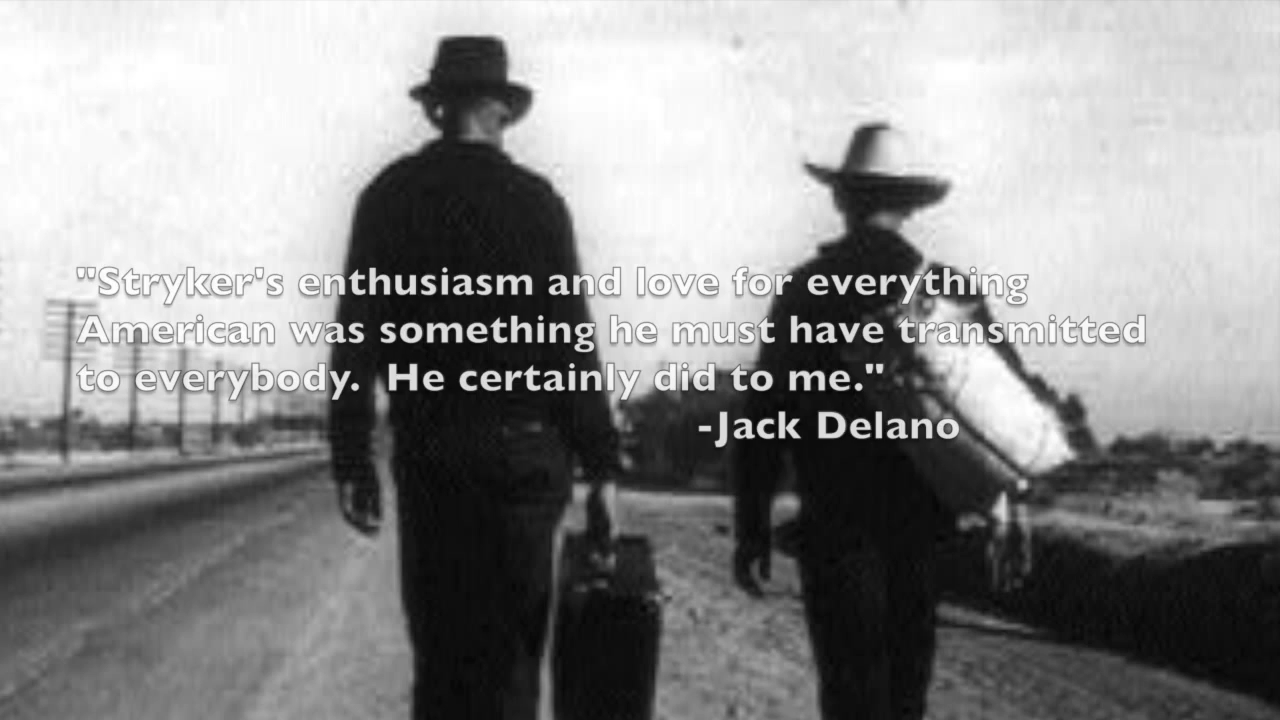 "Stryker's enthusiasm and love for everything
American was something he must have transmitted
to everybody.  He certainly did to me."
-Jack Delano